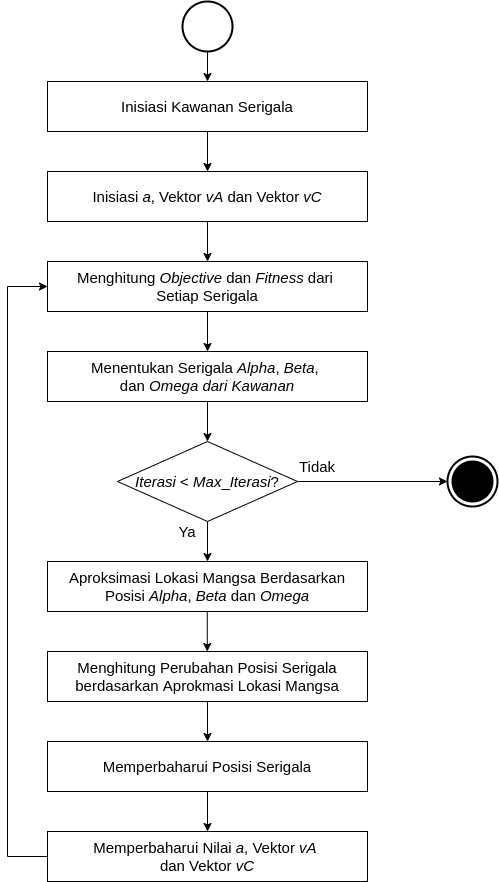 Inisiasi Kawanan Serigala
Inisiasi a, Vektor vA dan Vektor vC
Menghitung Objective dan Fitness dari
Setiap Serigala
Menentukan Serigala Alpha, Beta,
dan Omega dari Kawanan
Iterasi < Max_Iterasi?
Tidak
Ya
Aproksimasi Lokasi Mangsa Berdasarkan
Posisi Alpha, Beta dan Omega
Menghitung Perubahan Posisi Serigala
berdasarkan Aprokmasi Lokasi Mangsa
Memperbaharui Posisi Serigala
Memperbaharui Nilai a, Vektor vA
dan Vektor vC